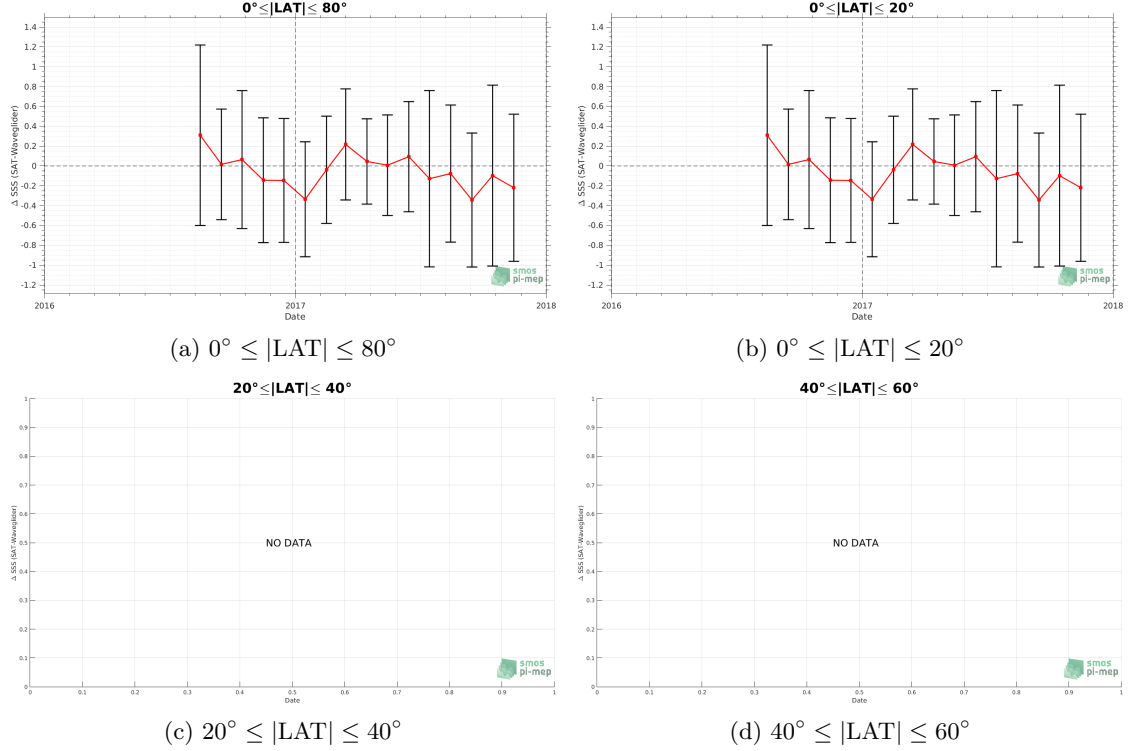 0°≤|LAT|≤ 80°
Δ SSS (SAT-Waveglider)
1.4
1.2
1
0.8
0.6
0.4
0.2
0
-0.2
-0.4
-0.6
-0.8
-1
-1.2
2016
2017
2018
Date
smos
pi-mep
(a) 0° ≤ |LAT| ≤ 80°
0°≤|LAT|≤ 20°
Δ SSS (SAT-Waveglider)
1.4
1.2
1
0.8
0.6
0.4
0.2
0
-0.2
-0.4
-0.6
-0.8
-1
-1.2
2016
2017
2018
Date
smos
pi-mep
(b) 0° ≤ |LAT| ≤ 20°
20°≤|LAT|≤ 40°
Δ SSS (SAT-Waveglider)
1
0.9
0.8
0.7
0.6
0.5
0.4
0.3
0.2
0.1
0
NO DATA
0 0.1 0.2 0.3 0.4 0.5 0.6 0.7 0.8 0.9 1
Date
smos
pi-mep
(c) 20° ≤ |LAT| ≤ 40°
40°≤|LAT|≤ 60°
Δ SSS (SAT-Waveglider)
1
0.9
0.8
0.7
0.6
0.5
0.4
0.3
0.2
0.1
0
NO DATA
0 0.1 0.2 0.3 0.4 0.5 0.6 0.7 0.8 0.9 1
Date
smos
pi-mep
(d) 40° ≤ |LAT| ≤ 60°